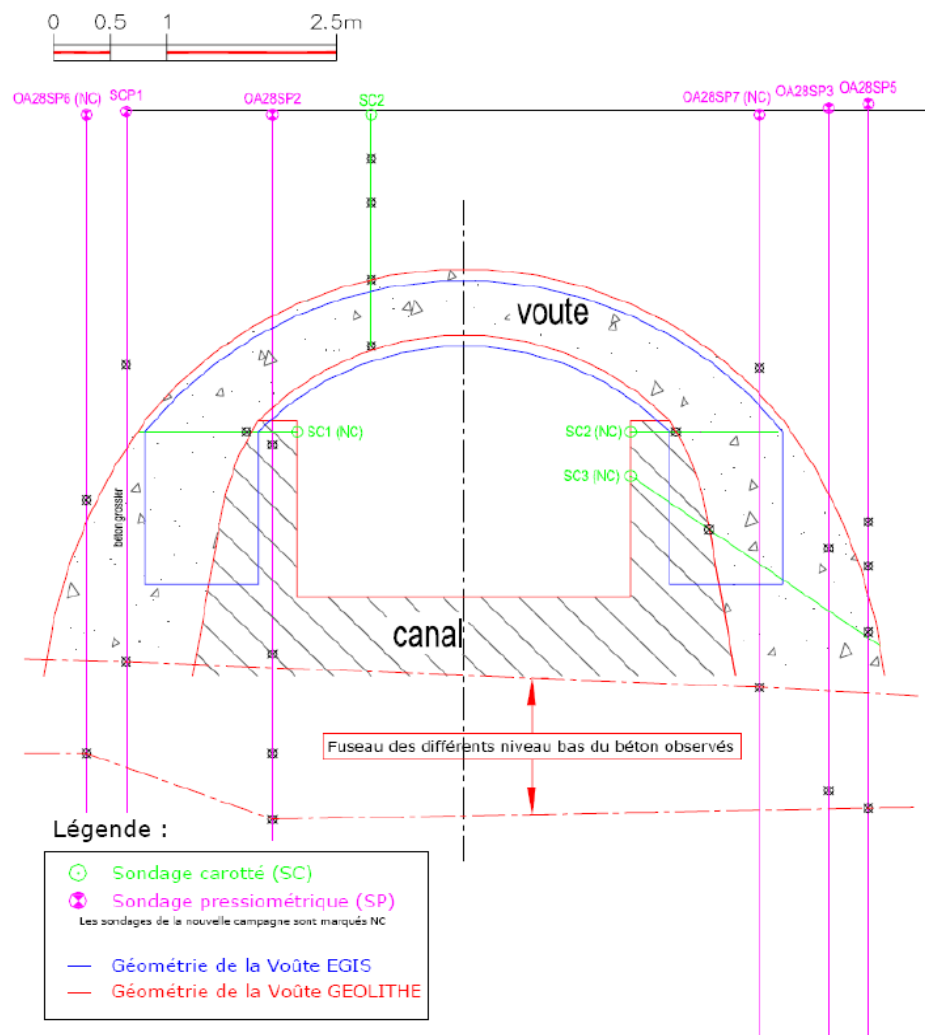 0 0.5 1 2.5m
OA28SP6 (NC) SCP1 OA28SP2 SC2 OA28SP7 (NC) OA28SP3 OA28SP5
voute
SC1 (NC) SC2 (NC)
SC3 (NC)
béton grossier
canal
Fuseau des différents niveau bas du béton observés
Légende :
Sondage carotté (SC)
Sondage pressiométrique (SP)
Les sondages de la nouvelle campagne sont marqués NC
Géométrie de la Voûte EGIS
Géométrie de la Voûte GEOLITHE